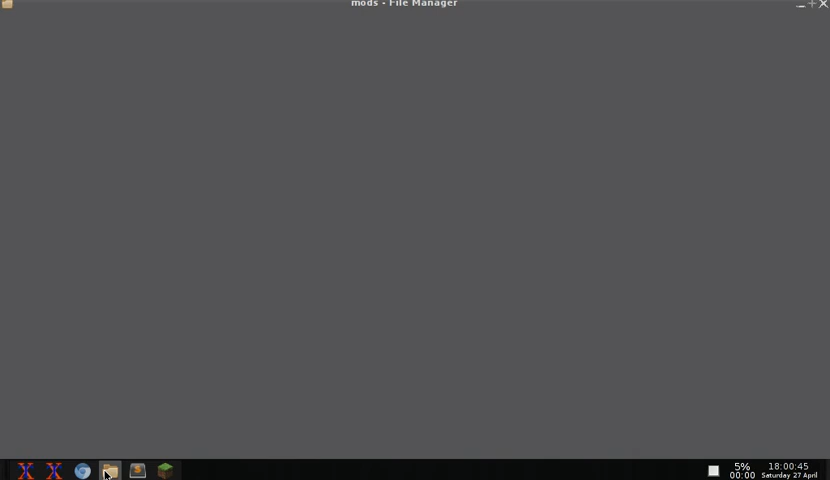 mods - File Manager
5%
00:00
18:00:45
Saturday 27 April